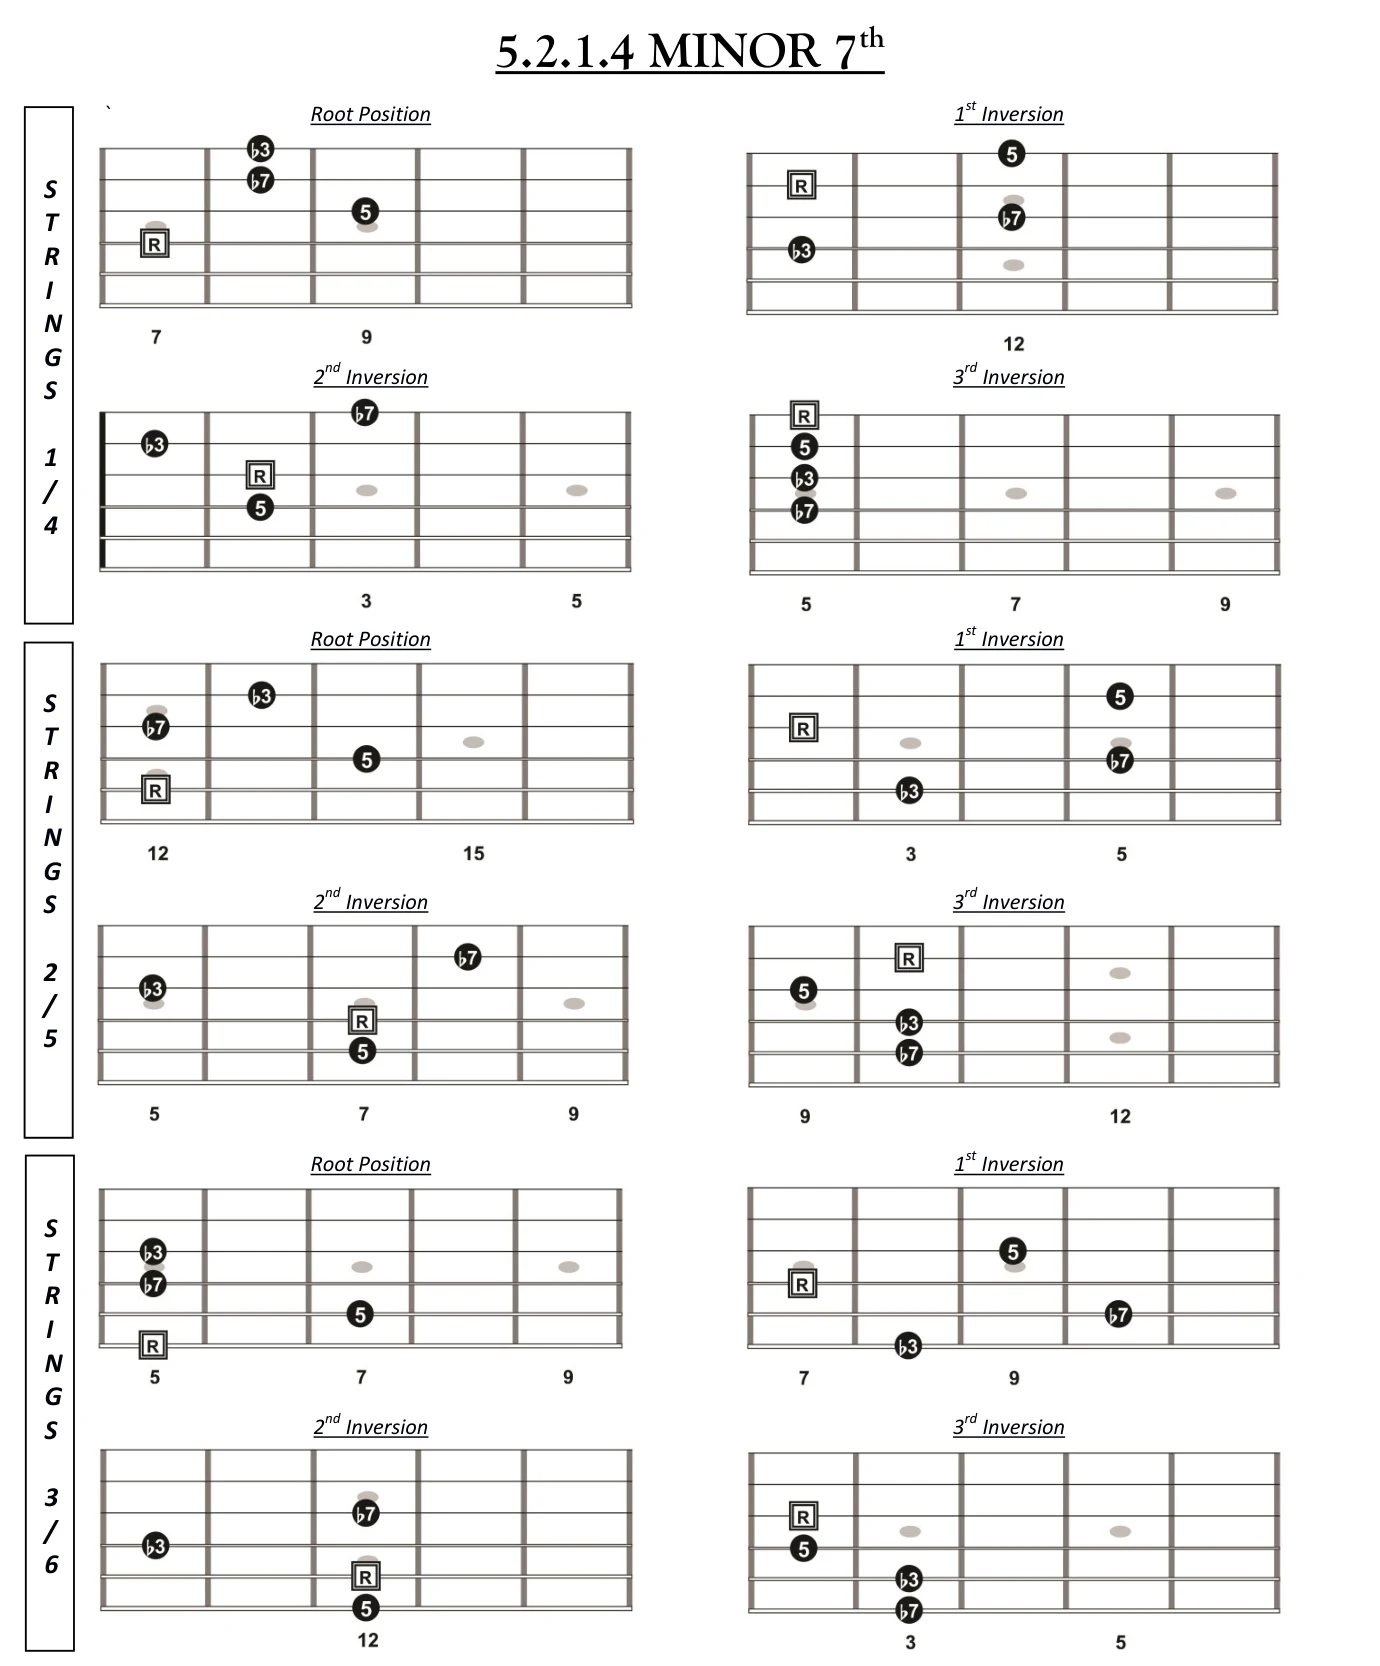 5.2.1.4 MINOR 7th
STRINGS 1/4
`
Root Position
1st Inversion
♭3
5
♭7
R
5
♭7
R
♭3
7 9
12
2nd Inversion
3rd Inversion
♭7
R
♭3
5
R
♭3
5
♭7
3 5
5 7 9
STRINGS 2/5
Root Position
1st Inversion
♭3
5
♭7
R
5
♭7
R
♭3
12 15
3 5
2nd Inversion
3rd Inversion
♭7
R
♭3
5
R
♭3
5
♭7
5 7 9
9 12
STRINGS 3/6
Root Position
1st Inversion
♭3
5
♭7
R
5
♭7
R
♭3
5 7 9
7 9
2nd Inversion
3rd Inversion
♭7
R
♭3
5
R
♭3
5
♭7
12
3 5